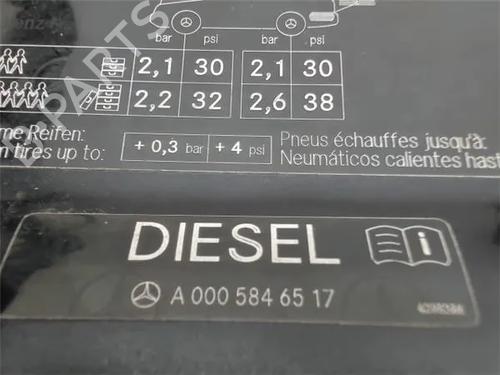 bar psi bar psi
2,1 30 2,1 30
2,2 32 2,6 38
me Reifen: Pneus échauffes jusqu'à:
n tires up to: + 0,3 bar + 4 psi Neumáticos calientes hast
DIESEL
A 000 584 65 17